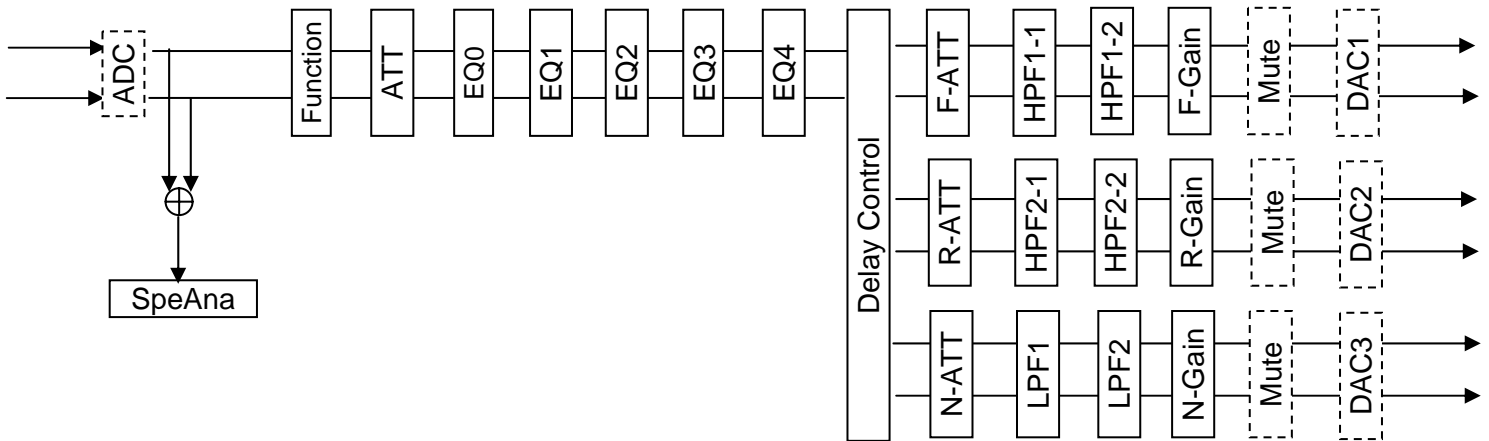 ADC
Function
ATT
EQ0
EQ1
EQ2
EQ3
EQ4
Delay Control
F-ATT
HPF1-1
HPF1-2
F-Gain
Mute
DAC1
R-ATT
HPF2-1
HPF2-2
R-Gain
Mute
DAC2
N-ATT
LPF1
LPF2
N-Gain
Mute
DAC3
SpeAna